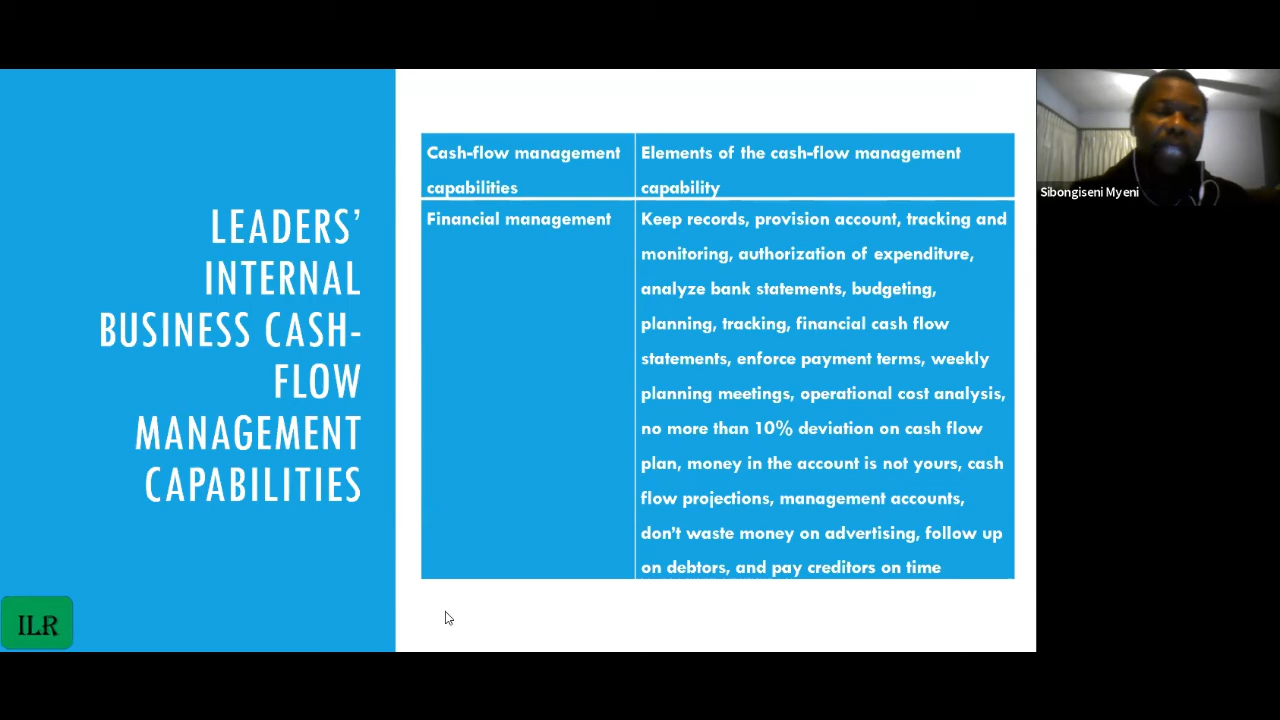 LEADERS’
INTERNAL
BUSINESS CASH-
FLOW
MANAGEMENT
CAPABILITIES
ILR
Cash-flow management
capabilities
Elements of the cash-flow management
capability
Financial management
Keep records, provision account, tracking and
monitoring, authorization of expenditure,
analyze bank statements, budgeting,
planning, tracking, financial cash flow
statements, enforce payment terms, weekly
planning meetings, operational cost analysis,
no more than 10% deviation on cash flow
plan, money in the account is not yours, cash
flow projections, management accounts,
don’t waste money on advertising, follow up
on debtors, and pay creditors on time
Sibongiseni Myeni